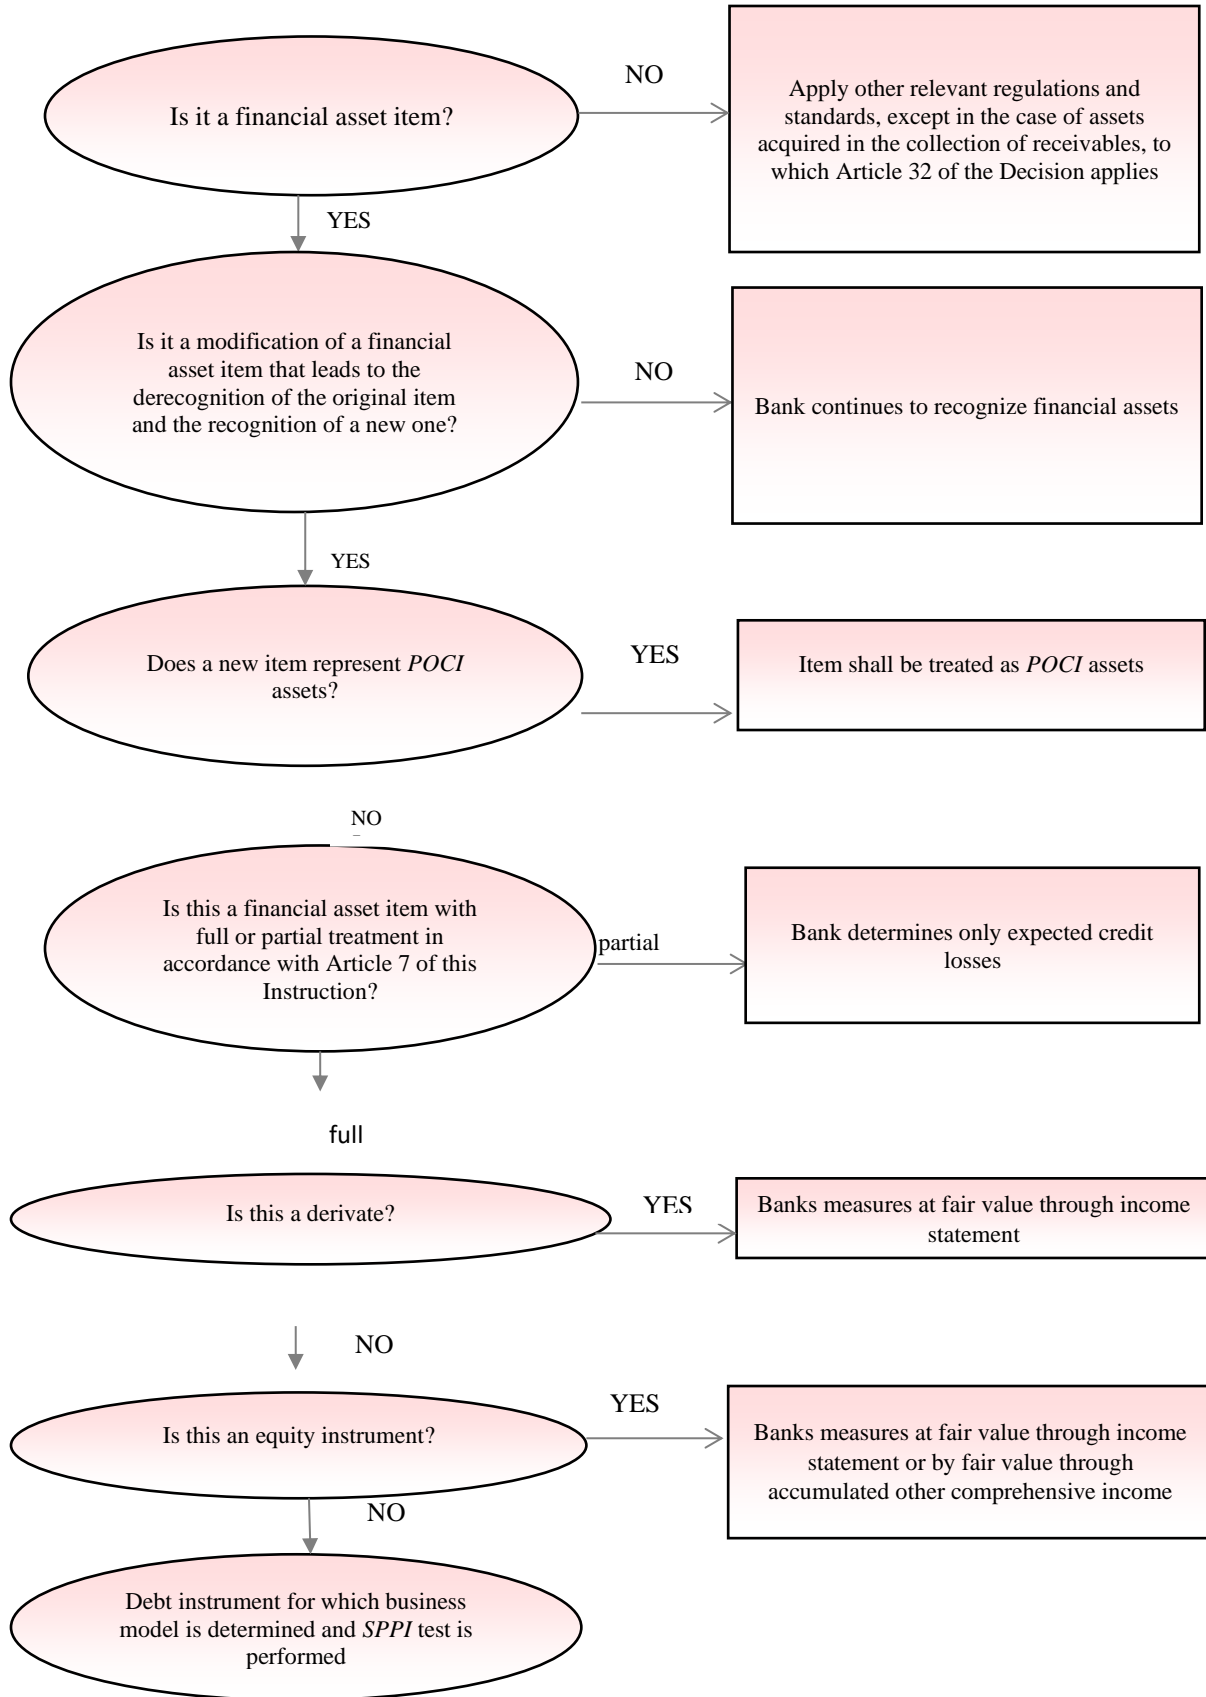 Is it a financial asset item?
NO
Apply other relevant regulations and
standards, except in the case of assets
acquired in the collection of receivables, to
which Article 32 of the Decision applies
YES
Is it a modification of a financial
asset item that leads to the
derecognition of the original item
and the recognition of a new one?
NO
Bank continues to recognize financial assets
YES
Does a new item represent POCI
assets?
YES
Item shall be treated as POCI assets
NO
Is this a financial asset item with
full or partial treatment in
accordance with Article 7 of this
Instruction?
partial
Bank determines only expected credit
losses
full
Is this a derivate?
YES
Banks measures at fair value through income
statement
NO
Is this an equity instrument?
YES
Banks measures at fair value through income
statement or by fair value through
accumulated other comprehensive income
NO
Debt instrument for which business
model is determined and SPPI test is
performed